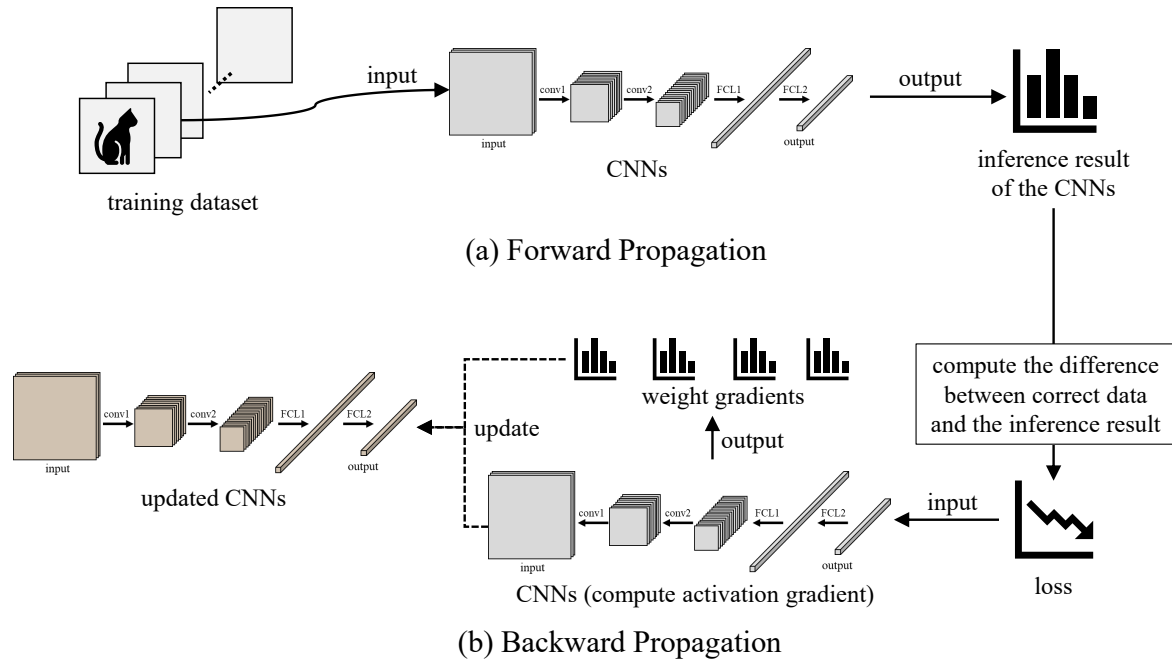 input
conv1
conv2
FCL1
FCL2
input
output
CNNs
output
training dataset
inference result
of the CNNs
(a) Forward Propagation
compute the difference
between correct data
and the inference result
weight gradients
output
update
conv1
conv2
FCL1
FCL2
input
output
updated CNNs
conv1
conv2
FCL1
FCL2
input
output
CNNs (compute activation gradient)
input
loss
(b) Backward Propagation